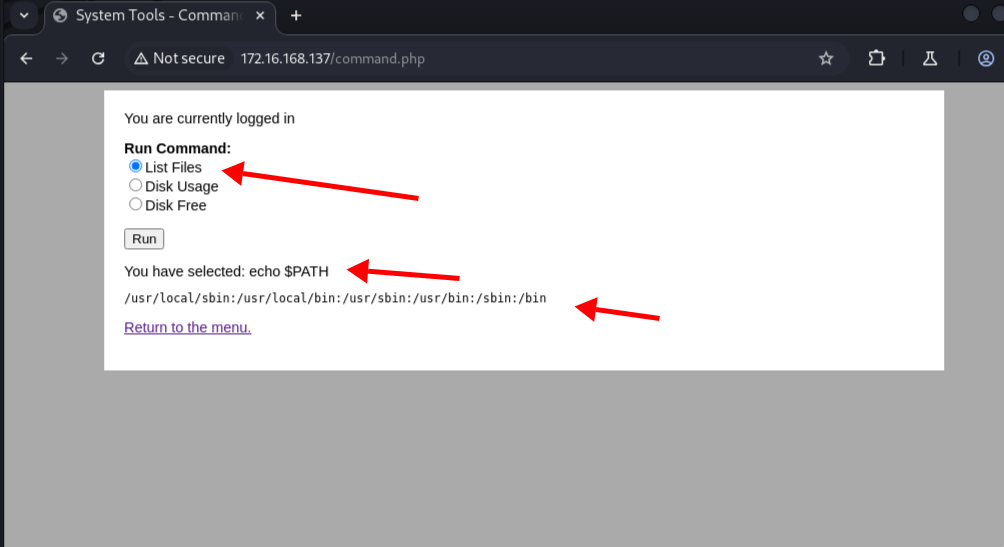 System Tools - Comman
Not secure
172.16.168.137/command.php
You are currently logged in
Run Command:
List Files
Disk Usage
Disk Free
Run
You have selected: echo $PATH
/usr/local/sbin:/usr/local/bin:/usr/sbin:/usr/bin:/sbin:/bin
Return to the menu.